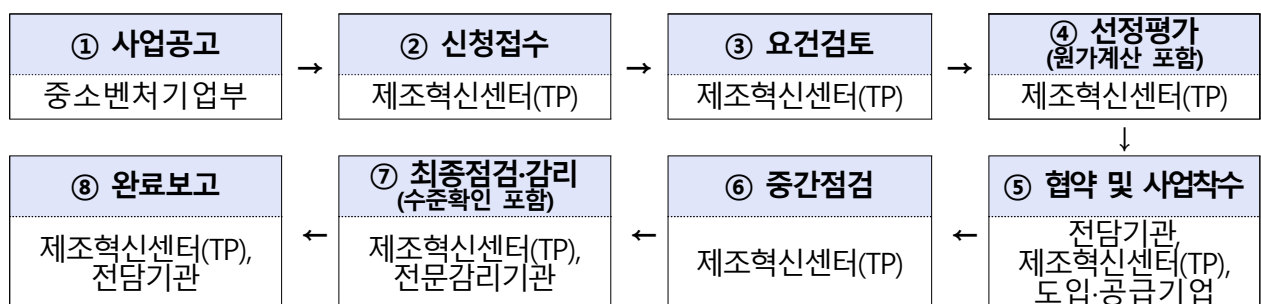 ① 사업공고
중소벤처기업부
→
② 신청접수
제조혁신센터(TP)
→
③ 요건검토
제조혁신센터(TP)
→
④ 선정평가
(원가계산 포함)
제조혁신센터(TP)
↓
⑤ 협약 및 사업착수
전담기관,
제조혁신센터(TP),
도입·공급기업
←
⑥ 중간점검
제조혁신센터(TP)
←
⑦ 최종점검·감리
(수준확인 포함)
제조혁신센터(TP),
전문감리기관
←
⑧ 완료보고
제조혁신센터(TP),
전담기관